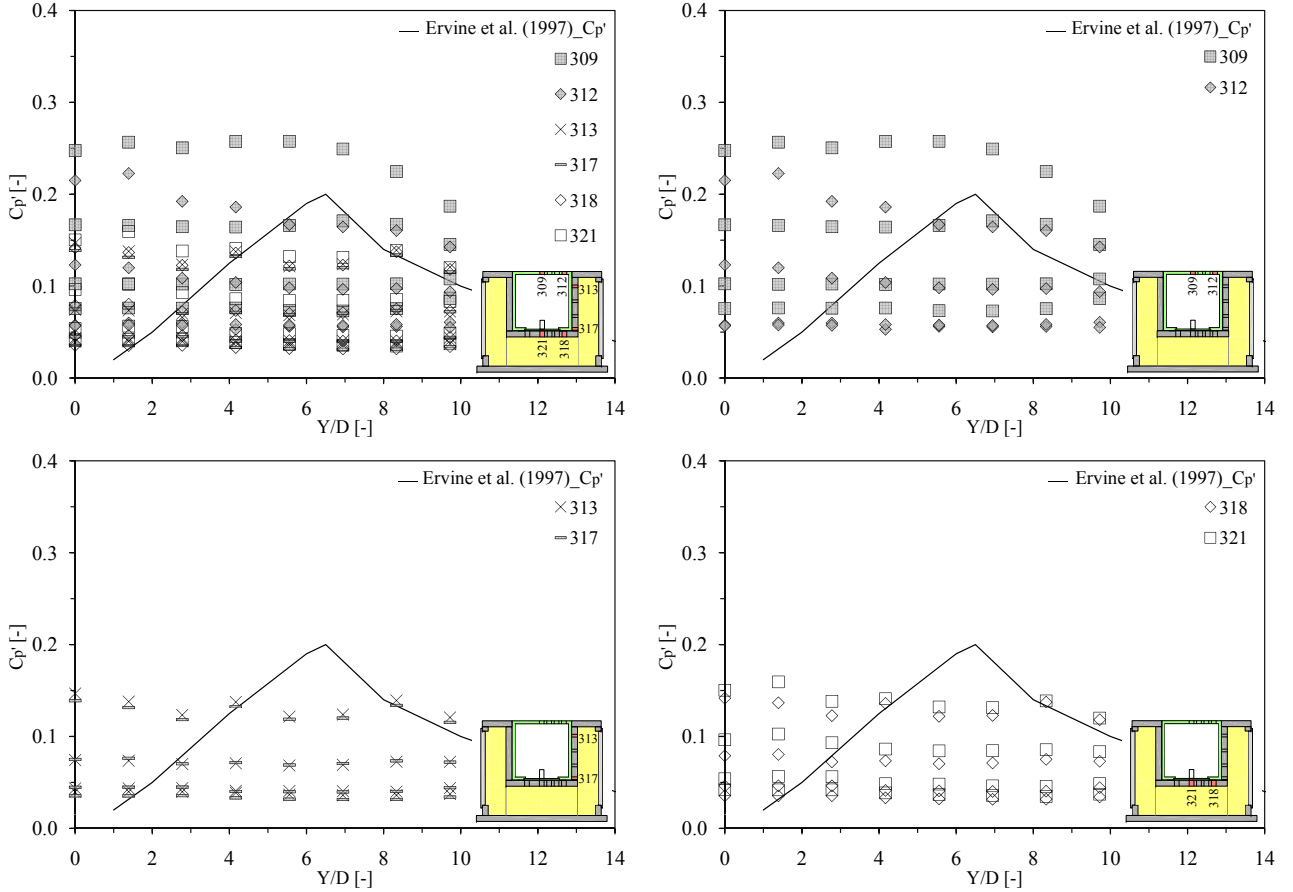 Ervine et al. (1997)_Cp'
309
312
313
317
318
321
0.4
0.3
0.2
0.1
0.0
Cp' [-]
0 2 4 6 8 10 12 14
Y/D [-]
309 312 313
317
321 318
Ervine et al. (1997)_Cp'
309
312
0.4
0.3
0.2
0.1
0.0
Cp' [-]
0 2 4 6 8 10 12 14
Y/D [-]
309 312
Ervine et al. (1997)_Cp'
313
317
0.4
0.3
0.2
0.1
0.0
Cp' [-]
0 2 4 6 8 10 12 14
Y/D [-]
313
317
Ervine et al. (1997)_Cp'
318
321
0.4
0.3
0.2
0.1
0.0
Cp' [-]
0 2 4 6 8 10 12 14
Y/D [-]
321 318